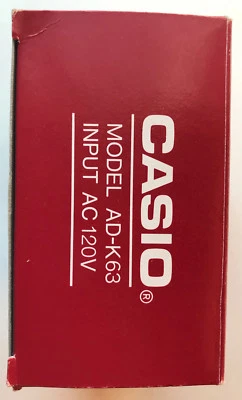 CASIO®
MODEL AD-K63
INPUT AC 120V